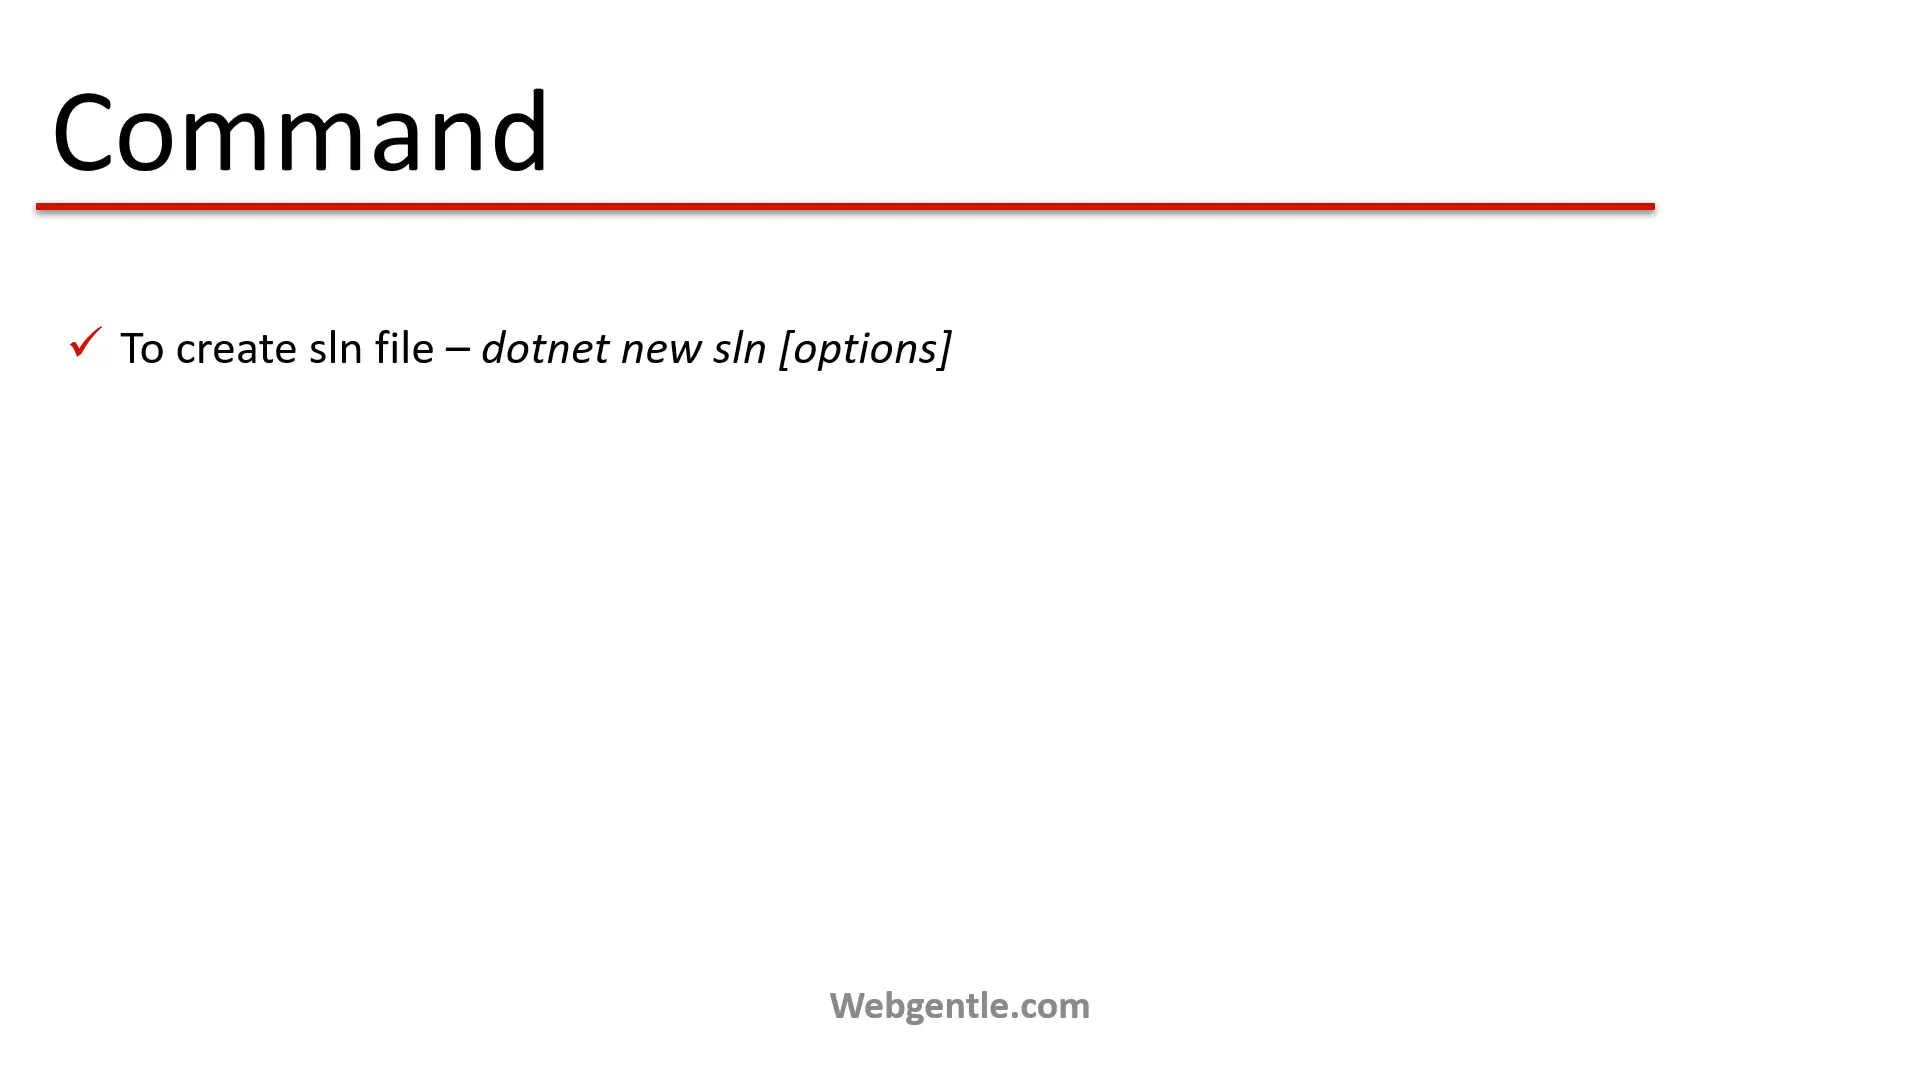 Command
✓ To create sln file – dotnet new sln [options]
Webgentle.com